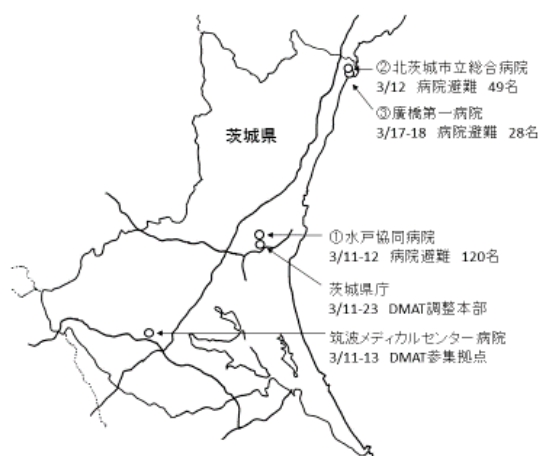 ②北茨城市立総合病院
3/12 病院避難 49名
③廣橋第一病院
3/17-18 病院避難 28名
茨城県
①水戸協同病院
3/11-12 病院避難 120名
茨城県庁
3/11-23 DMAT調整本部
筑波メディカルセンター病院
3/11-13 DMAT参集拠点